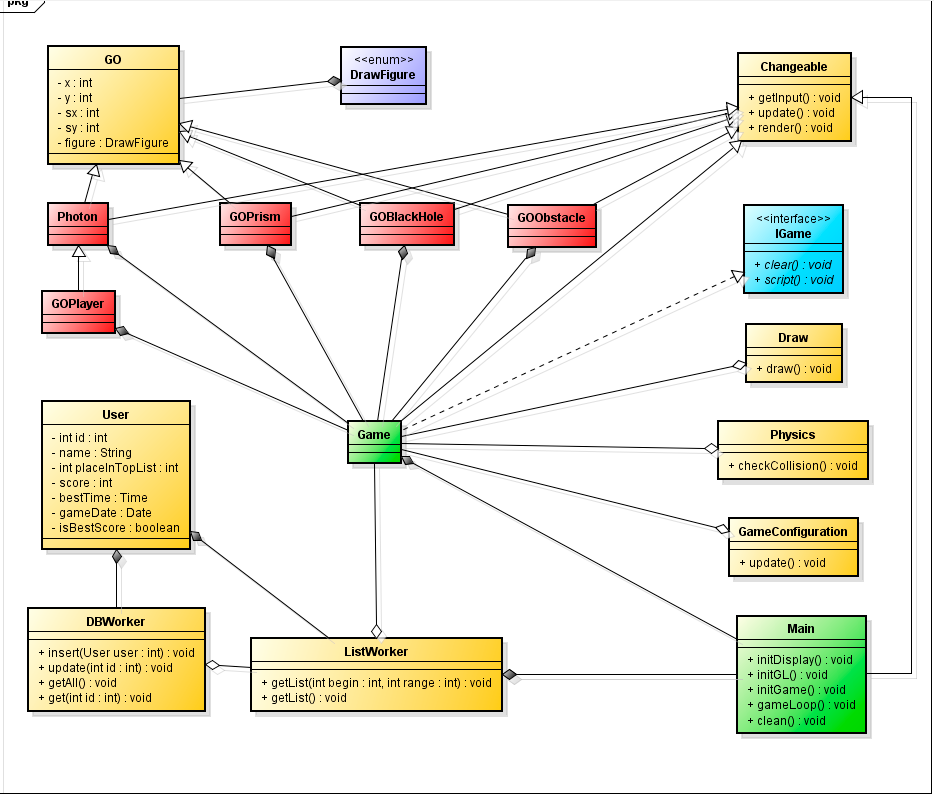 pkg
GO
- x : int
- y : int
- sx : int
- sy : int
- figure : DrawFigure
<<enum>>
DrawFigure
Changeable
+ getInput() : void
+ update() : void
+ render() : void
Photon
GOPrism
GOBlackHole
GOObstacle
<<interface>>
IGame
+ clear() : void
+ script() : void
GOPlayer
Draw
+ draw() : void
User
- int id : int
- name : String
- int placeInTopList : int
- score : int
- bestTime : Time
- gameDate : Date
- isBestScore : boolean
Game
Physics
+ checkCollision() : void
GameConfiguration
+ update() : void
DBWorker
+ insert(User user : int) : void
+ update(int id : int) : void
+ getAll() : void
+ get(int id : int) : void
ListWorker
+ getList(int begin : int, int range : int) : void
+ getList() : void
Main
+ initDisplay() : void
+ initGL() : void
+ initGame() : void
+ gameLoop() : void
+ clean() : void